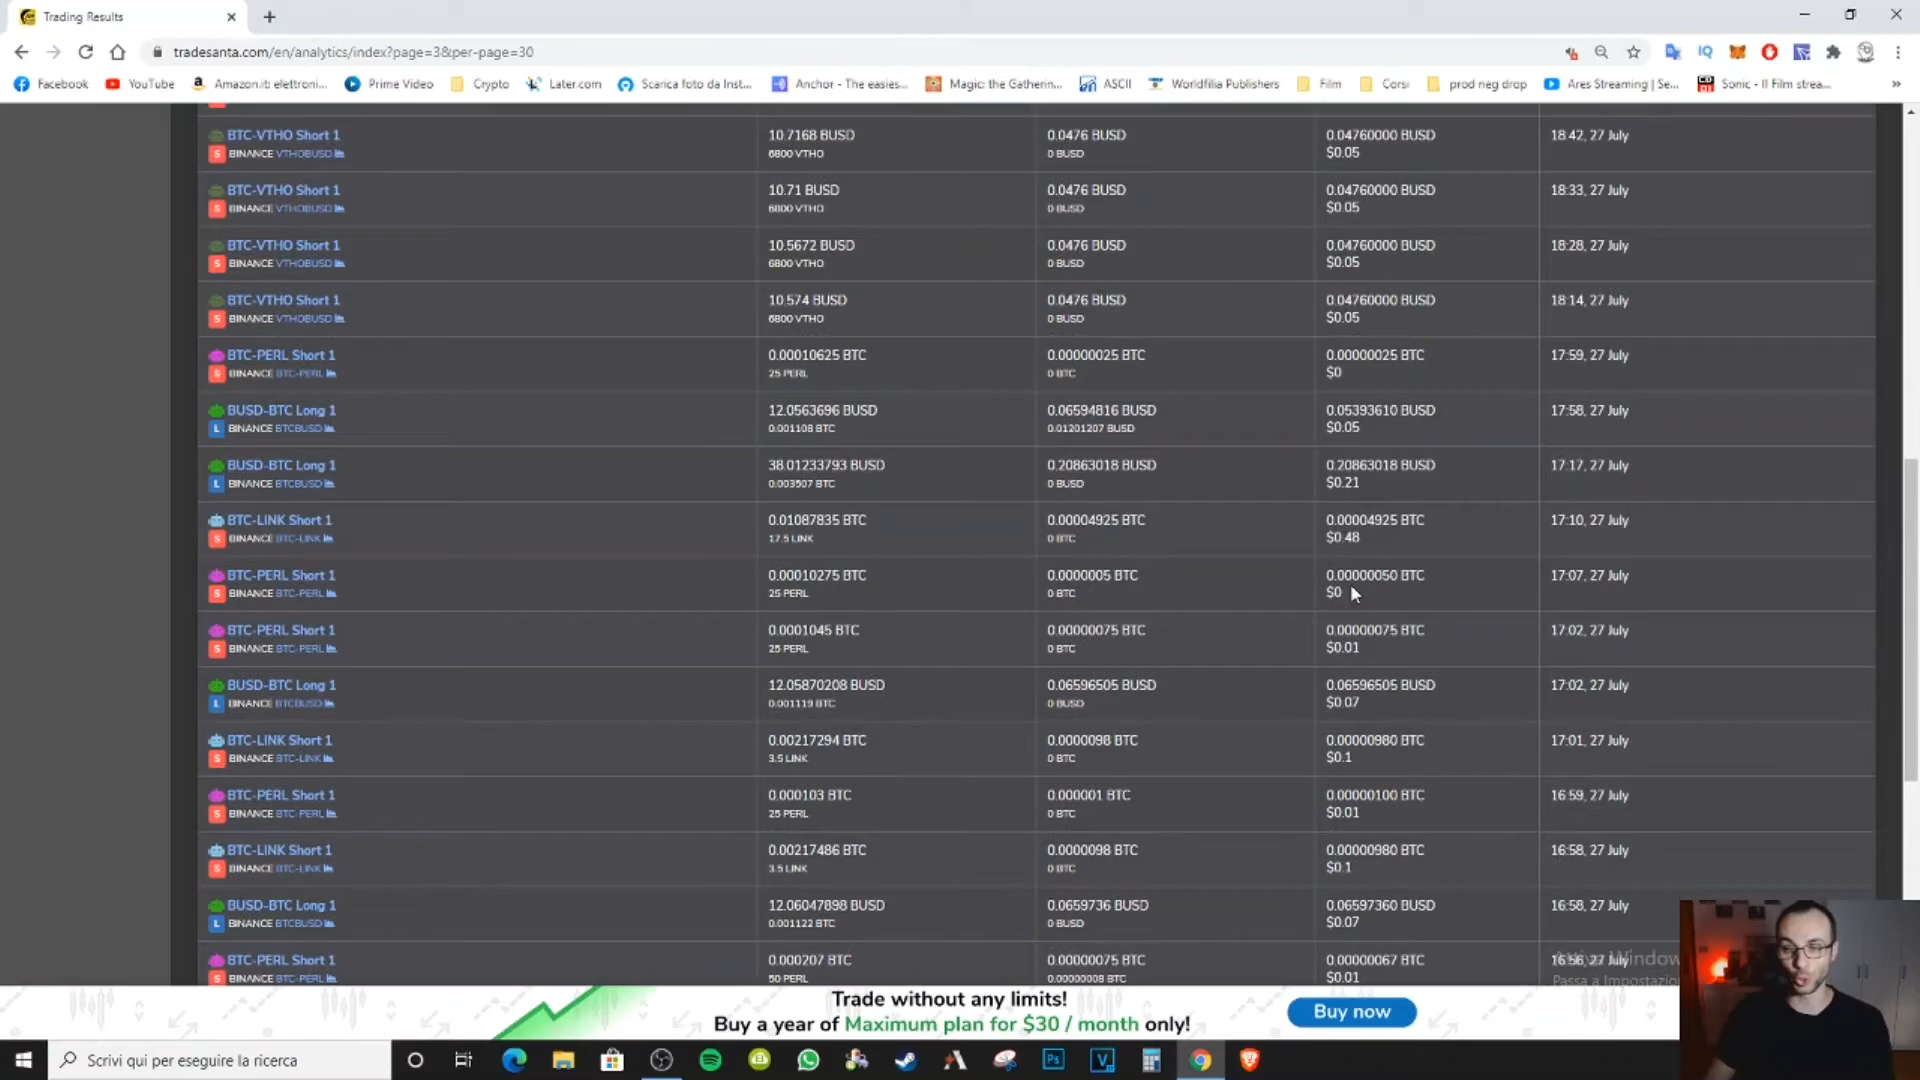 Trading Results
tradesanta.com/en/analytics/index?page=3&per-page=30
Facebook YouTube Amazon.it: elettroni... Prime Video Crypto Later.com Scarica foto da Inst... Anchor - The easies... Magic: the Gatherin... ASCII Worldfilia Publishers Film Corsi prod neg drop Ares Streaming | Se... Sonic - Il Film strea... »
BTC-VTHO Short 1 10.7168 BUSD 0.0476 BUSD 0.04760000 BUSD 18:42, 27 July
S BINANCE VTHOBUSD 6800 VTHO 0 BUSD $0.05
BTC-VTHO Short 1 10.71 BUSD 0.0476 BUSD 0.04760000 BUSD 18:33, 27 July
S BINANCE VTHOBUSD 6800 VTHO 0 BUSD $0.05
BTC-VTHO Short 1 10.5672 BUSD 0.0476 BUSD 0.04760000 BUSD 18:28, 27 July
S BINANCE VTHOBUSD 6800 VTHO 0 BUSD $0.05
BTC-VTHO Short 1 10.574 BUSD 0.0476 BUSD 0.04760000 BUSD 18:14, 27 July
S BINANCE VTHOBUSD 6800 VTHO 0 BUSD $0.05
BTC-PERL Short 1 0.00010625 BTC 0.00000025 BTC 0.00000025 BTC 17:59, 27 July
S BINANCE BTC-PERL 25 PERL 0 BTC $0
BUSD-BTC Long 1 12.0563696 BUSD 0.06594816 BUSD 0.05393610 BUSD 17:58, 27 July
L BINANCE BTCBUSD 0.001108 BTC 0.01201207 BUSD $0.05
BUSD-BTC Long 1 38.01233793 BUSD 0.20863018 BUSD 0.20863018 BUSD 17:17, 27 July
L BINANCE BTCBUSD 0.003507 BTC 0 BUSD $0.21
BTC-LINK Short 1 0.01087835 BTC 0.00004925 BTC 0.00004925 BTC 17:10, 27 July
S BINANCE BTC-LINK 17.5 LINK 0 BTC $0.48
BTC-PERL Short 1 0.00010275 BTC 0.0000005 BTC 0.00000050 BTC 17:07, 27 July
S BINANCE BTC-PERL 25 PERL 0 BTC $0
BTC-PERL Short 1 0.0001045 BTC 0.00000075 BTC 0.00000075 BTC 17:02, 27 July
S BINANCE BTC-PERL 25 PERL 0 BTC $0.01
BUSD-BTC Long 1 12.05870208 BUSD 0.06596505 BUSD 0.06596505 BUSD 17:02, 27 July
L BINANCE BTCBUSD 0.001119 BTC 0 BUSD $0.07
BTC-LINK Short 1 0.00217294 BTC 0.0000098 BTC 0.00000980 BTC 17:01, 27 July
S BINANCE BTC-LINK 3.5 LINK 0 BTC $0.1
BTC-PERL Short 1 0.000103 BTC 0.000001 BTC 0.00000100 BTC 16:59, 27 July
S BINANCE BTC-PERL 25 PERL 0 BTC $0.01
BTC-LINK Short 1 0.00217486 BTC 0.0000098 BTC 0.00000980 BTC 16:58, 27 July
S BINANCE BTC-LINK 3.5 LINK 0 BTC $0.1
BUSD-BTC Long 1 12.06047898 BUSD 0.0659736 BUSD 0.06597360 BUSD 16:58, 27 July
L BINANCE BTCBUSD 0.001122 BTC 0 BUSD $0.07
BTC-PERL Short 1 0.000207 BTC 0.00000075 BTC 0.00000067 BTC 16:56, 27 July
S BINANCE BTC-PERL 50 PERL 0.00000008 BTC $0.01
Passa a Impostazioni
Trade without any limits!
Buy a year of Maximum plan for $30 / month only!
Buy now
Scrivi qui per eseguire la ricerca